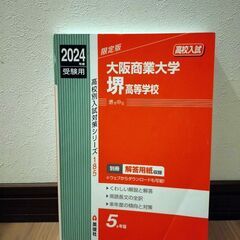 2024年度
受験用
高校別入試対策シリーズ185
限定版
高校入試
大阪商業大学
堺高等学校
別冊 解答用紙収録
・くわしい解説と解答
・英語長文の全訳
・来年度の傾向と対策
5年分
英俊社